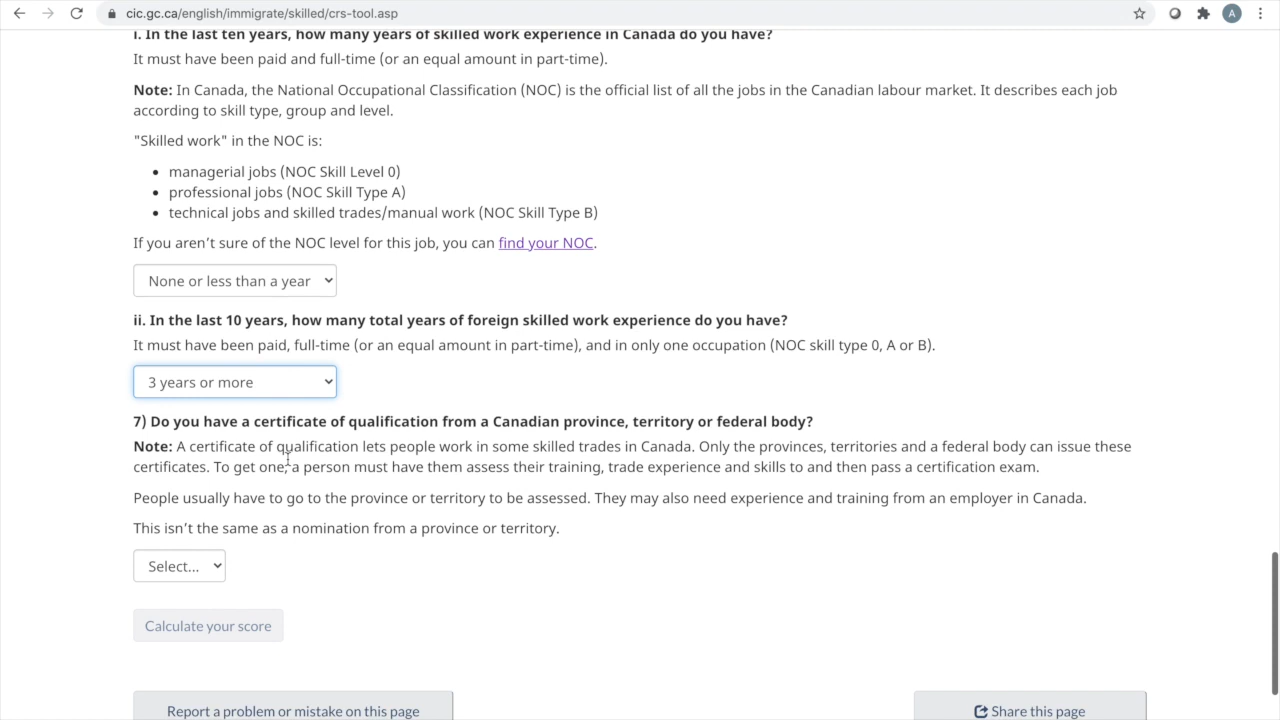 cic.gc.ca/english/immigrate/skilled/crs-tool.asp
A
i. In the last ten years, how many years of skilled work experience in Canada do you have?
It must have been paid and full-time (or an equal amount in part-time).
Note: In Canada, the National Occupational Classification (NOC) is the official list of all the jobs in the Canadian labour market. It describes each job
according to skill type, group and level.
"Skilled work" in the NOC is:
• managerial jobs (NOC Skill Level 0)
• professional jobs (NOC Skill Type A)
• technical jobs and skilled trades/manual work (NOC Skill Type B)
If you aren't sure of the NOC level for this job, you can find your NOC.
None or less than a year
ii. In the last 10 years, how many total years of foreign skilled work experience do you have?
It must have been paid, full-time (or an equal amount in part-time), and in only one occupation (NOC skill type 0, A or B).
3 years or more
7) Do you have a certificate of qualification from a Canadian province, territory or federal body?
Note: A certificate of qualification lets people work in some skilled trades in Canada. Only the provinces, territories and a federal body can issue these
certificates. To get one, a person must have them assess their training, trade experience and skills to and then pass a certification exam.
People usually have to go to the province or territory to be assessed. They may also need experience and training from an employer in Canada.
This isn't the same as a nomination from a province or territory.
Select...
Calculate your score
Report a problem or mistake on this page
Share this page